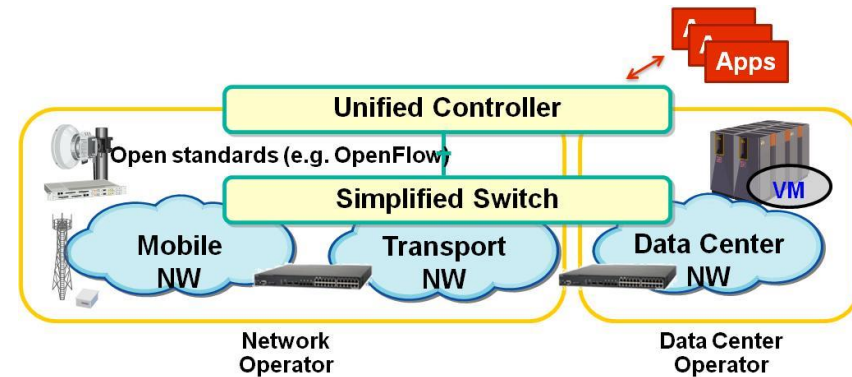 Apps
Unified Controller
Open standards (e.g. OpenFlow)
Simplified Switch
VM
Mobile
NW
Transport
NW
Data Center
NW
Network
Operator
Data Center
Operator